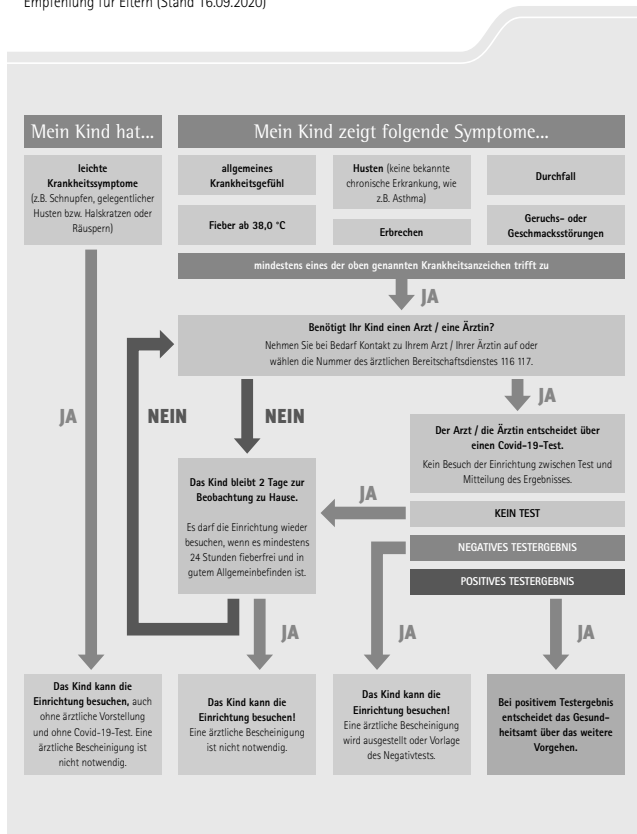 Empfehlung für Eltern (Stand 16.09.2020)
Mein Kind hat...
leichte
Krankheitssymptome
(z.B. Schnupfen, gelegentlicher
Husten bzw. Halskratzen oder
Räuspern)
Mein Kind zeigt folgende Symptome...
allgemeines
Krankheitsgefühl
Husten (keine bekannte
chronische Erkrankung, wie
z.B. Asthma)
Durchfall
Fieber ab 38,0 °C
Erbrechen
Geruchs- oder
Geschmacksstörungen
mindestens eines der oben genannten Krankheitsanzeichen trifft zu
JA
Benötigt Ihr Kind einen Arzt / eine Ärztin?
Nehmen Sie bei Bedarf Kontakt zu Ihrem Arzt / Ihrer Ärztin auf oder
wählen die Nummer des ärztlichen Bereitschaftsdienstes 116 117.
JA
JA
NEIN
NEIN
Der Arzt / die Ärztin entscheidet über
einen Covid-19-Test.
Kein Besuch der Einrichtung zwischen Test und
Mitteilung des Ergebnisses.
Das Kind bleibt 2 Tage zur
Beobachtung zu Hause.
Es darf die Einrichtung wieder
besuchen, wenn es mindestens
24 Stunden fieberfrei und in
gutem Allgemeinbefinden ist.
JA
KEIN TEST
NEGATIVES TESTERGEBNIS
POSITIVES TESTERGEBNIS
JA
JA
JA
Das Kind kann die
Einrichtung besuchen, auch
ohne ärztliche Vorstellung
und ohne Covid-19-Test. Eine
ärztliche Bescheinigung ist
nicht notwendig.
Das Kind kann die
Einrichtung besuchen!
Eine ärztliche Bescheinigung
ist nicht notwendig.
Das Kind kann die
Einrichtung besuchen!
Eine ärztliche Bescheinigung
wird ausgestellt oder Vorlage
des Negativtests.
Bei positivem Testergebnis
entscheidet das Gesund-
heitsamt über das weitere
Vorgehen.